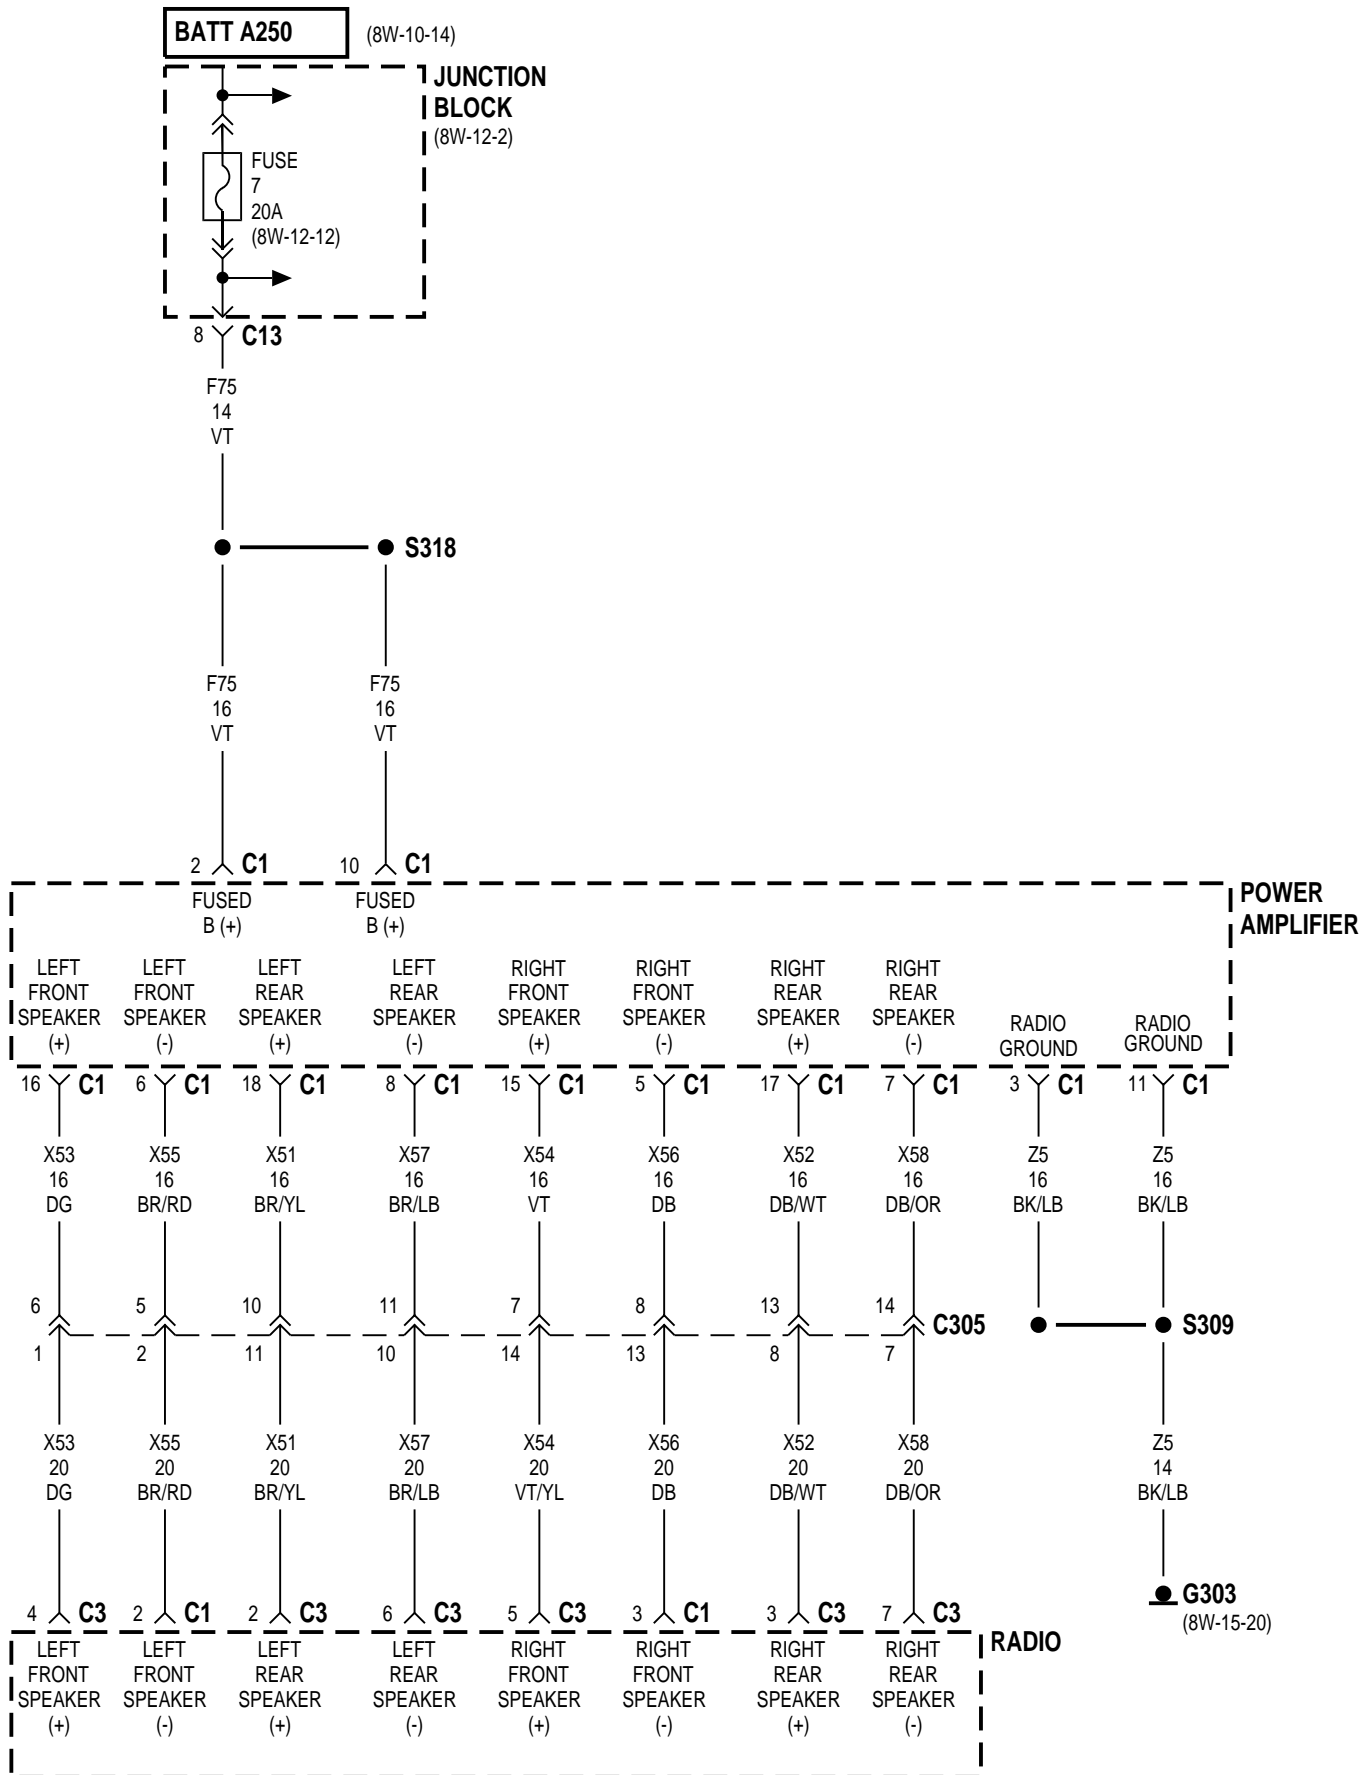 BATT A250 (8W-10-14)
JUNCTION
BLOCK
(8W-12-2)
FUSE
7
20A
(8W-12-12)
8 C13
F75
14
VT
S318
F75 F75
16 16
VT VT
2 C1 10 C1
FUSED FUSED
B (+) B (+)
POWER
AMPLIFIER
LEFT LEFT LEFT LEFT RIGHT RIGHT RIGHT RIGHT
FRONT FRONT REAR REAR FRONT FRONT REAR REAR
SPEAKER SPEAKER SPEAKER SPEAKER SPEAKER SPEAKER SPEAKER SPEAKER RADIO RADIO
(+) (-) (+) (-) (+) (-) (+) (-) GROUND GROUND
16 C1 6 C1 18 C1 8 C1 15 C1 5 C1 17 C1 7 C1 3 C1 11 C1
X53 X55 X51 X57 X54 X56 X52 X58 Z5 Z5
16 16 16 16 16 16 16 16 16 16
DG BR/RD BR/YL BR/LB VT DB DB/WT DB/OR BK/LB BK/LB
6 5 10 11 7 8 13 14
C305 S309
1 2 11 10 14 13 8 7
X53 X55 X51 X57 X54 X56 X52 X58 Z5
20 20 20 20 20 20 20 20 14
DG BR/RD BR/YL BR/LB VT/YL DB DB/WT DB/OR BK/LB
G303
(8W-15-20)
4 C3 2 C1 2 C3 6 C3 5 C3 3 C1 3 C3 7 C3
RADIO
LEFT LEFT LEFT LEFT RIGHT RIGHT RIGHT RIGHT
FRONT FRONT REAR REAR FRONT FRONT REAR REAR
SPEAKER SPEAKER SPEAKER SPEAKER SPEAKER SPEAKER SPEAKER SPEAKER
(+) (-) (+) (-) (+) (-) (+) (-)